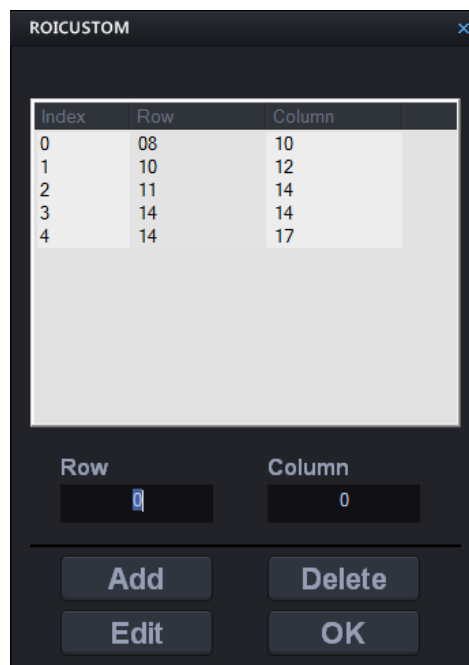 ROICUSTOM ×
Index Row Column
0 08 10
1 10 12
2 11 14
3 14 14
4 14 17
Row Column
0 0
Add Delete
Edit OK